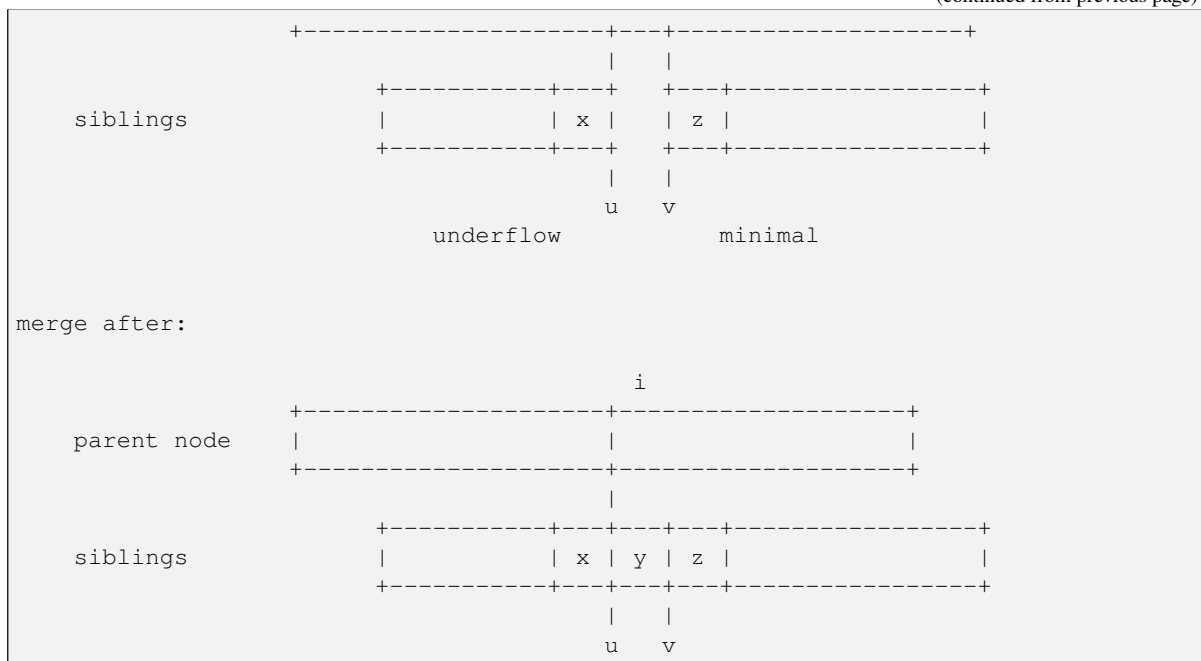 (continued from previous page)
+---------------------+---+--------------------+
| |
+-----------+---+ +---+-----------------+
siblings | | x | | z | |
+-----------+---+ +---+-----------------+
| |
u v
underflow minimal
merge after:
i
+---------------------+--------------------+
parent node | | |
+---------------------+--------------------+
|
+-----------+---+---+---+-----------------+
siblings | | x | y | z | |
+-----------+---+---+---+-----------------+
| |
u v